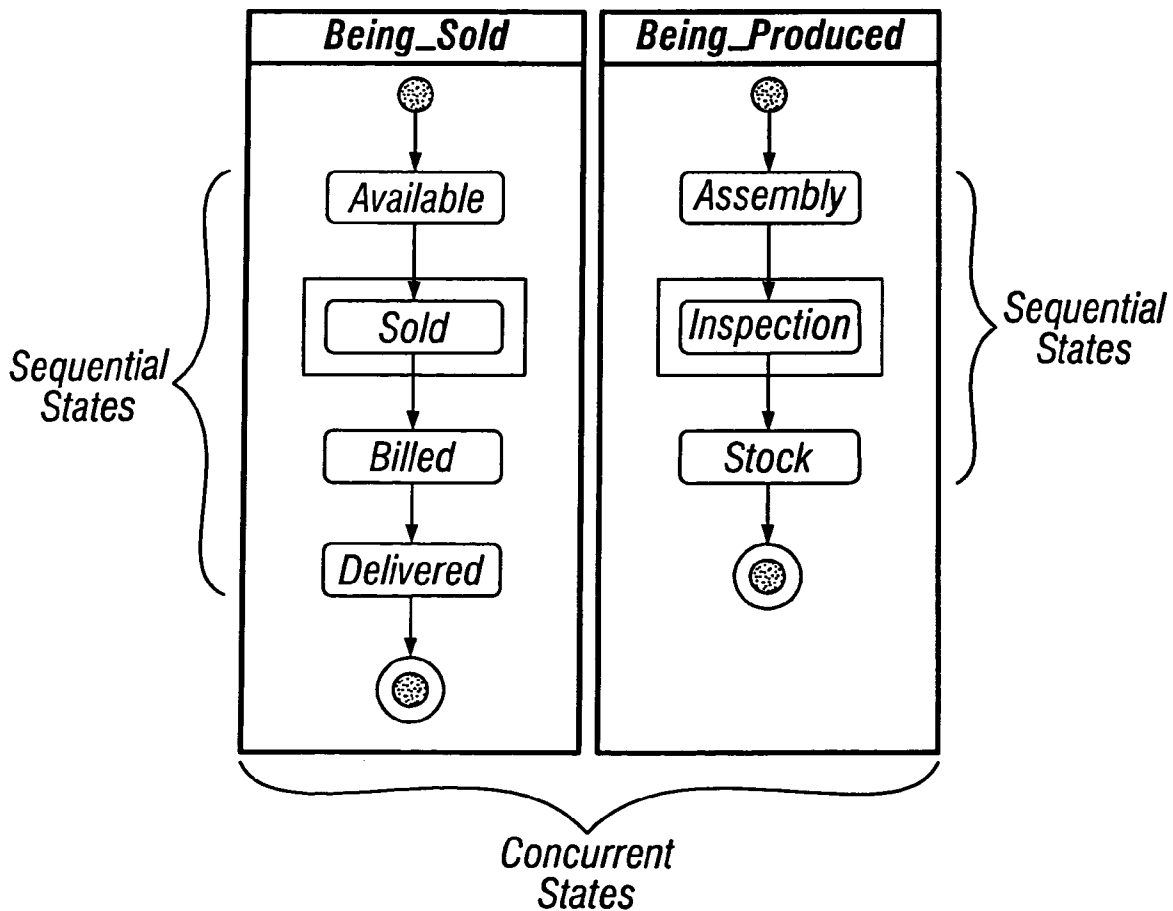 Being_Sold
Being_Produced
Available
Assembly
Sold
Inspection
Sequential
States
Sequential
States
Billed
Stock
Delivered
Concurrent
States